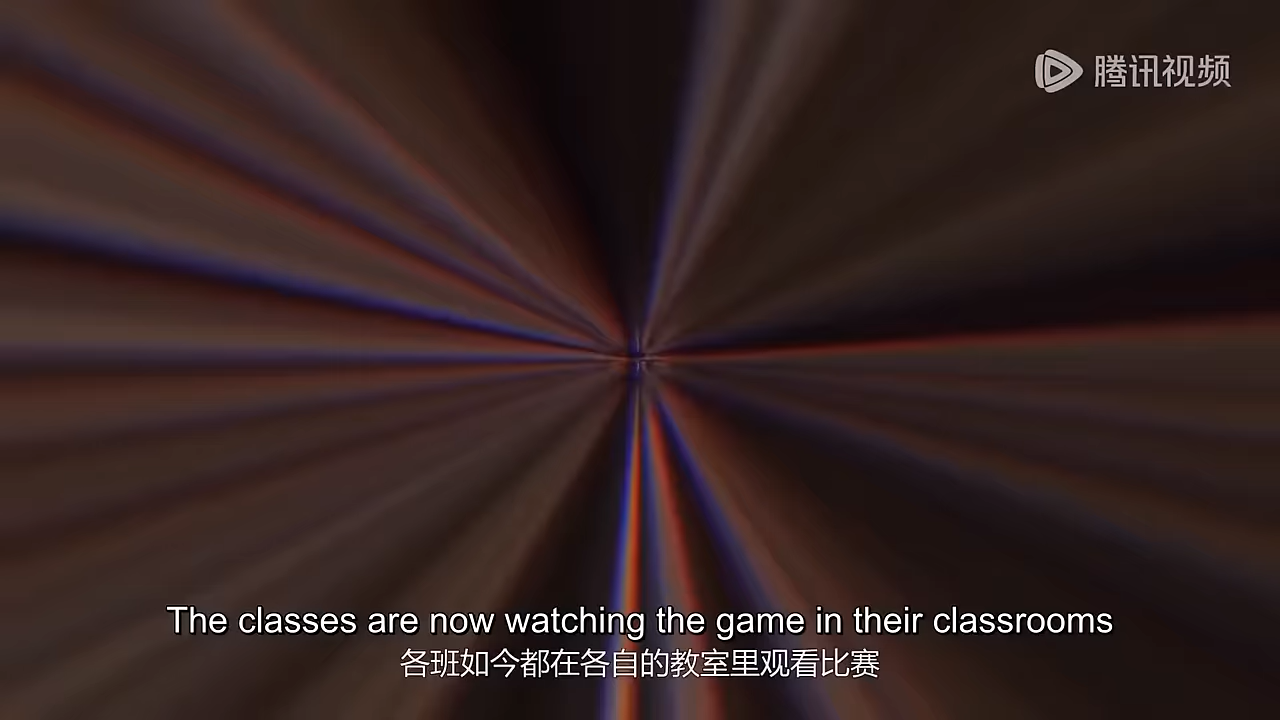 腾讯视频
The classes are now watching the game in their classrooms
各班如今都在各自的教室里观看比赛